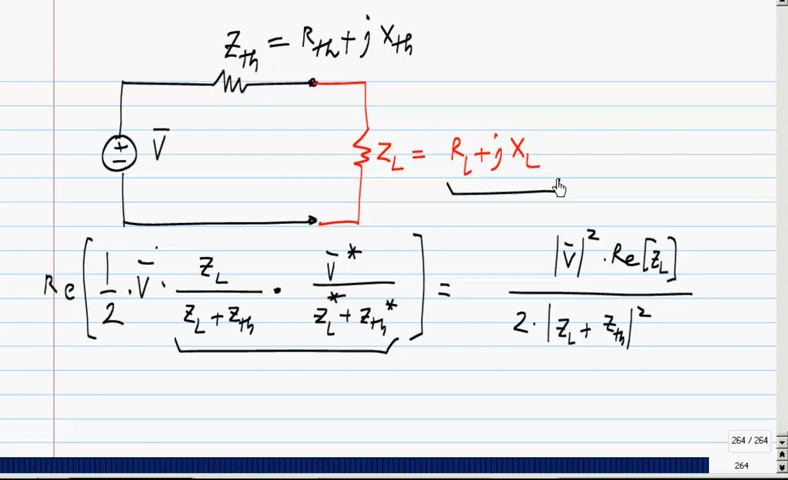 Z_th = R_th + j X_th
+
−
V̄
Z_L = R_L + j X_L
Re[ 1/2 · V̄ · Z_L/(Z_L + Z_th) · V̄*/(Z_L* + Z_th*) ] = |V̄|² · Re[Z_L] / (2 · |Z_L + Z_th|²)
264 / 264
264